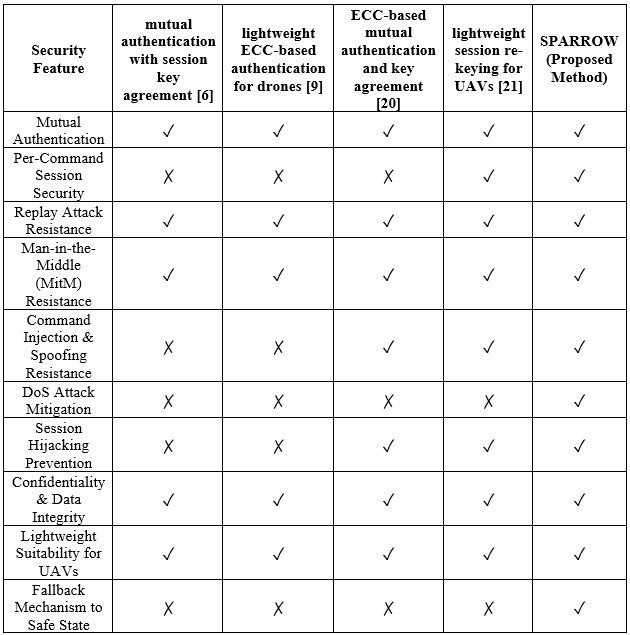 Security Feature
mutual authentication with session key agreement [6]
lightweight ECC-based authentication for drones [9]
ECC-based mutual authentication and key agreement [20]
lightweight session re-keying for UAVs [21]
SPARROW (Proposed Method)
Mutual Authentication ✓ ✓ ✓ ✓ ✓
Per-Command Session Security ✗ ✗ ✗ ✓ ✓
Replay Attack Resistance ✓ ✓ ✓ ✓ ✓
Man-in-the-Middle (MitM) Resistance ✓ ✓ ✓ ✓ ✓
Command Injection & Spoofing Resistance ✗ ✗ ✓ ✓ ✓
DoS Attack Mitigation ✗ ✗ ✗ ✗ ✓
Session Hijacking Prevention ✗ ✗ ✓ ✓ ✓
Confidentiality & Data Integrity ✓ ✓ ✓ ✓ ✓
Lightweight Suitability for UAVs ✓ ✓ ✓ ✓ ✓
Fallback Mechanism to Safe State ✗ ✗ ✗ ✗ ✓